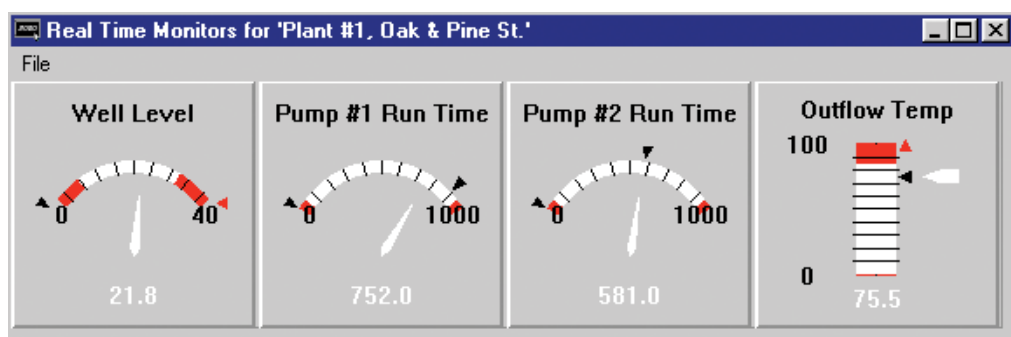 Real Time Monitors for 'Plant #1, Oak & Pine St.'
File
Well Level
0 40
21.8
Pump #1 Run Time
0 1000
752.0
Pump #2 Run Time
0 1000
581.0
Outflow Temp
100
0
75.5